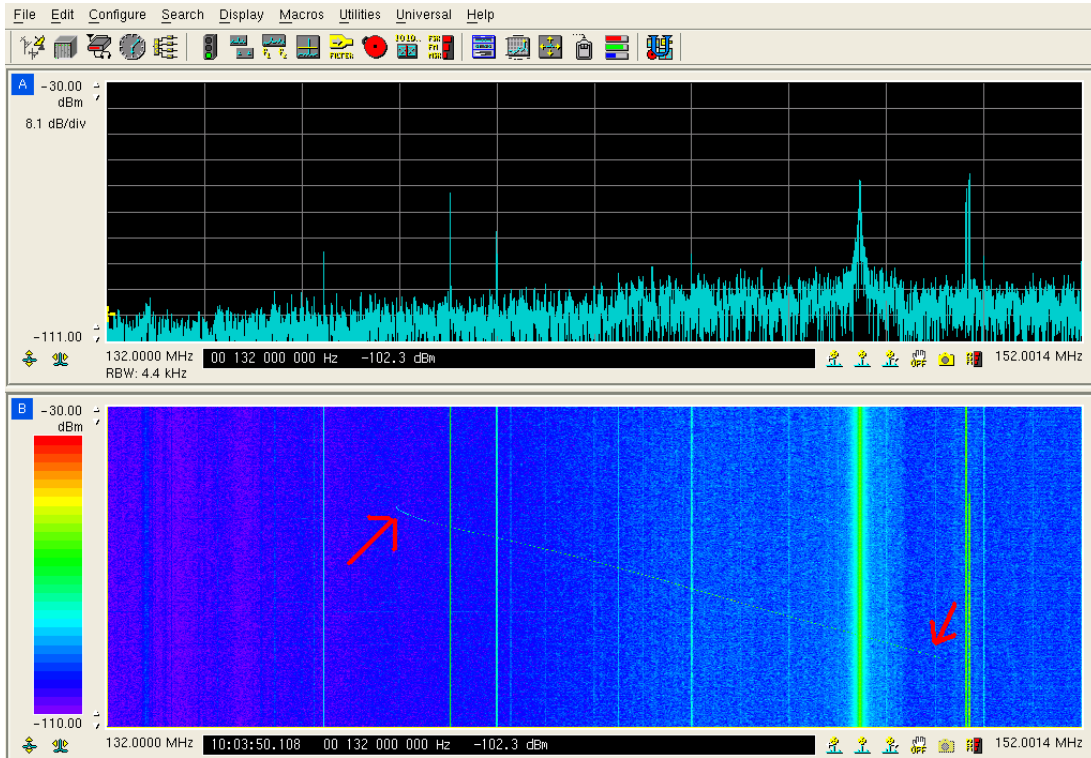 File Edit Configure Search Display Macros Utilities Universal Help
A -30.00
dBm
8.1 dB/div
-111.00
132.0000 MHz 00 132 000 000 Hz -102.3 dBm 152.0014 MHz
RBW: 4.4 kHz
B -30.00
dBm
-110.00
132.0000 MHz 10:03:50.108 00 132 000 000 Hz -102.3 dBm 152.0014 MHz